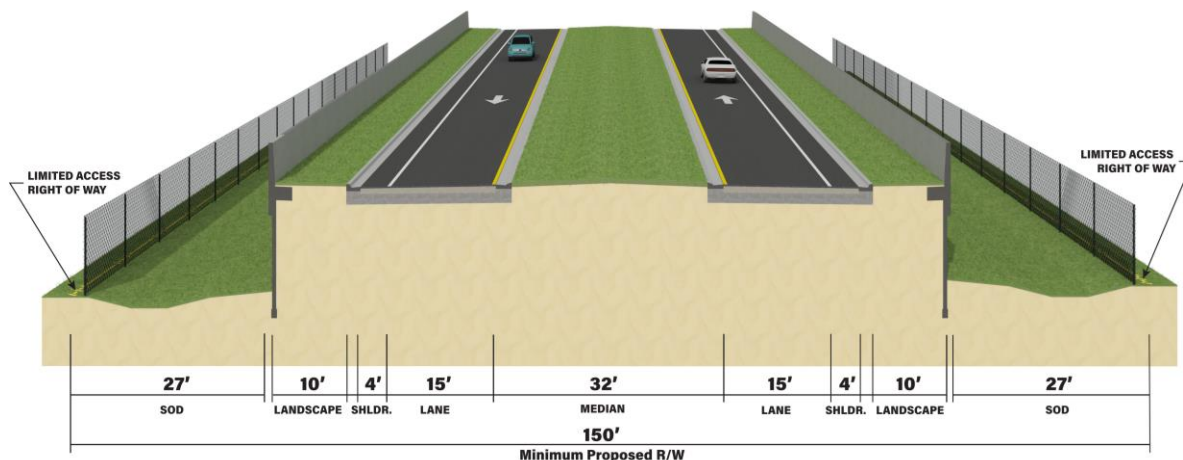 LIMITED ACCESS
RIGHT OF WAY
LIMITED ACCESS
RIGHT OF WAY
27' 10' 4' 15' 32' 15' 4' 10' 27'
SOD LANDSCAPE SHLDR. LANE MEDIAN LANE SHLDR. LANDSCAPE SOD
150'
Minimum Proposed R/W